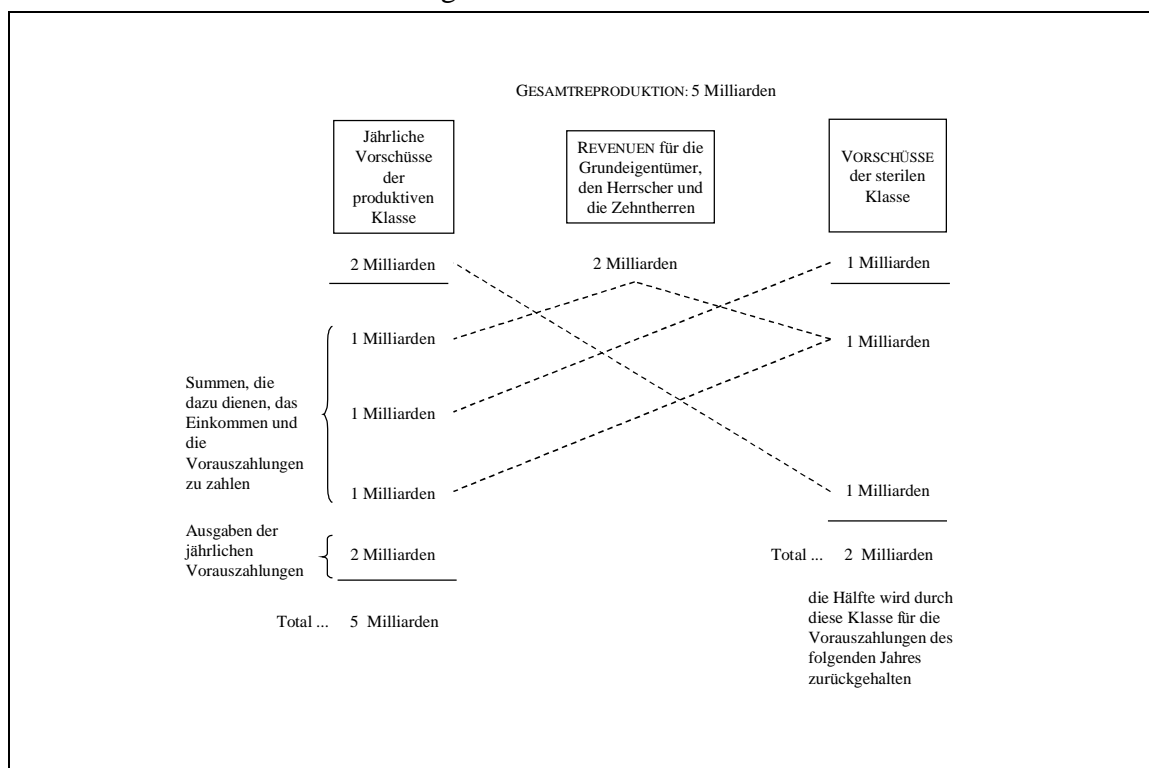 GESAMTREPRODUKTION: 5 Milliarden
Jährliche
Vorschüsse
der
produktiven
Klasse
REVENUEN für die
Grundeigentümer,
den Herrscher und
die Zehntherren
VORSCHÜSSE
der sterilen
Klasse
2 Milliarden
2 Milliarden
1 Milliarden
1 Milliarden
1 Milliarden
Summen, die
dazu dienen, das
Einkommen und
die
Vorauszahlungen
zu zahlen
1 Milliarden
1 Milliarden
1 Milliarden
Ausgaben der
jährlichen
Vorauszahlungen
2 Milliarden
Total ... 2 Milliarden
Total ... 5 Milliarden
die Hälfte wird durch
diese Klasse für die
Vorauszahlungen des
folgenden Jahres
zurückgehalten